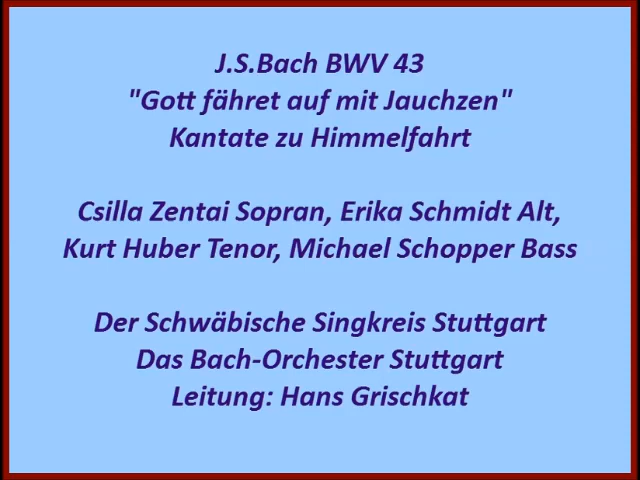 J.S.Bach BWV 43
"Gott fähret auf mit Jauchzen"
Kantate zu Himmelfahrt
Csilla Zentai Sopran, Erika Schmidt Alt,
Kurt Huber Tenor, Michael Schopper Bass
Der Schwäbische Singkreis Stuttgart
Das Bach-Orchester Stuttgart
Leitung: Hans Grischkat